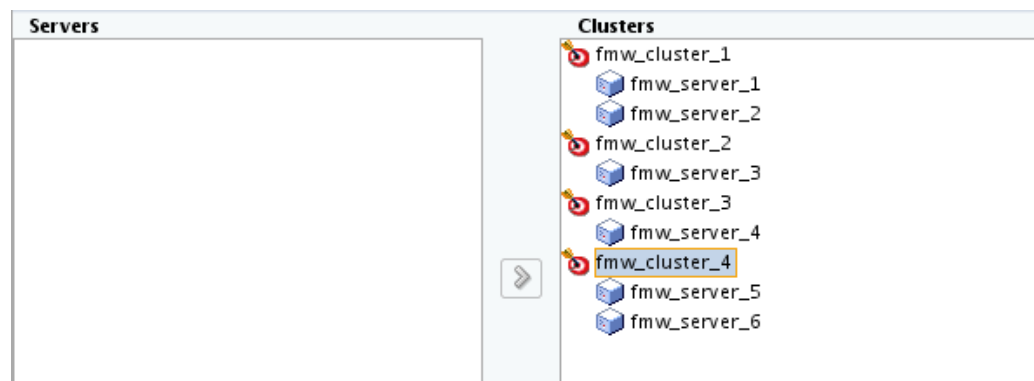 Servers
Clusters
fmw_cluster_1
fmw_server_1
fmw_server_2
fmw_cluster_2
fmw_server_3
fmw_cluster_3
fmw_server_4
fmw_cluster_4
fmw_server_5
fmw_server_6